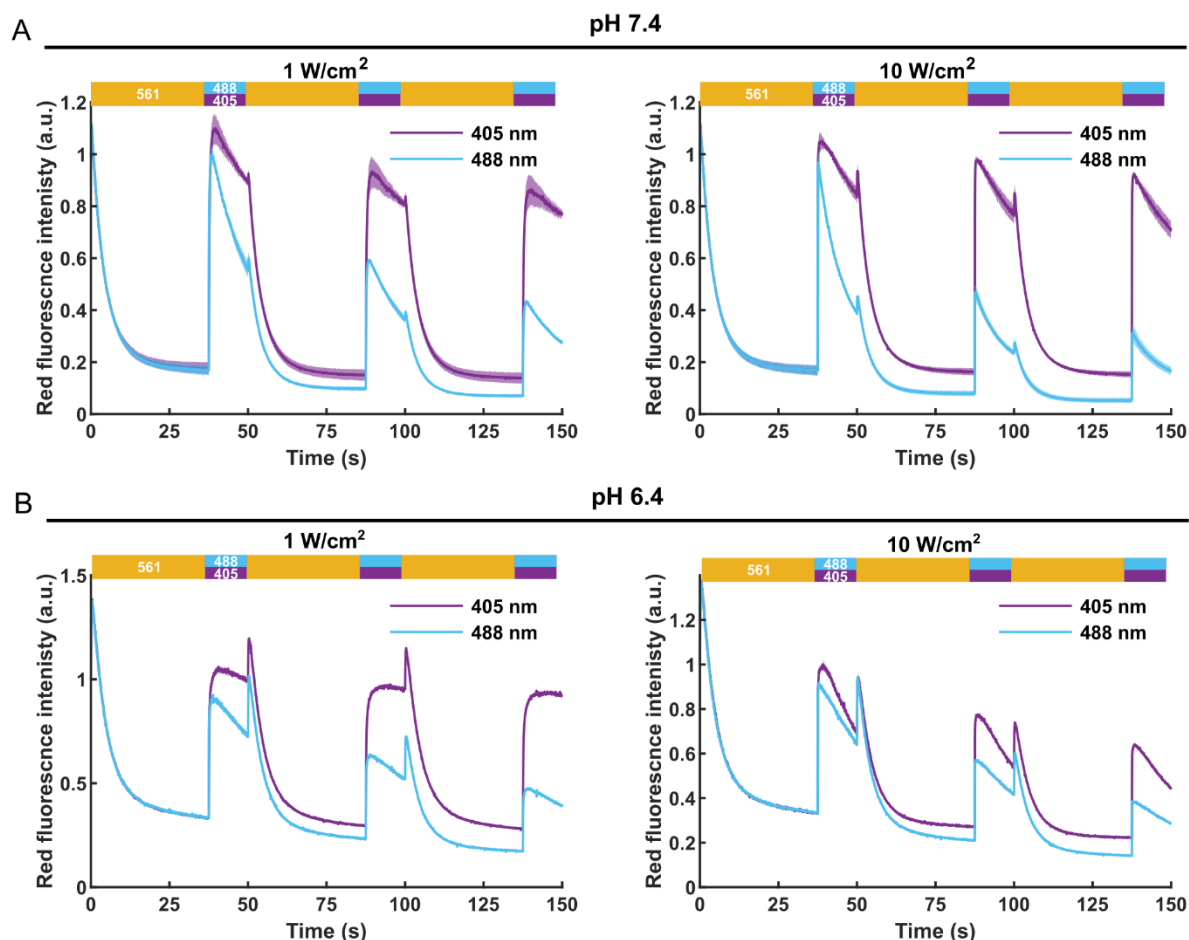 A
pH 7.4
1 W/cm²
561
488
405
Red fluorescnce intenisty (a.u.)
1.2
1
0.8
0.6
0.4
0.2
0
405 nm
488 nm
0 25 50 75 100 125 150
Time (s)
10 W/cm²
561
488
405
Red fluorescnce intenisty (a.u.)
1.2
1
0.8
0.6
0.4
0.2
0
405 nm
488 nm
0 25 50 75 100 125 150
Time (s)
B
pH 6.4
1 W/cm²
561
488
405
Red fluorescnce intenisty (a.u.)
1.5
1
0.5
0
405 nm
488 nm
0 25 50 75 100 125 150
Time (s)
10 W/cm²
561
488
405
Red fluorescnce intenisty (a.u.)
1.2
1
0.8
0.6
0.4
0.2
0
405 nm
488 nm
0 25 50 75 100 125 150
Time (s)